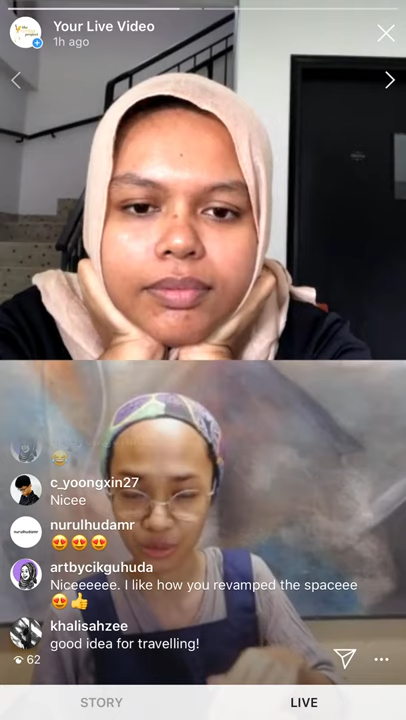 Your Live Video
1h ago
c_yoongxin27
Nicee
nurulhudamr
😍😍😍
artbycikguhuda
Niceeeeee. I like how you revamped the spaceee
😍👍
khalisahzee
good idea for travelling!
62
STORY
LIVE